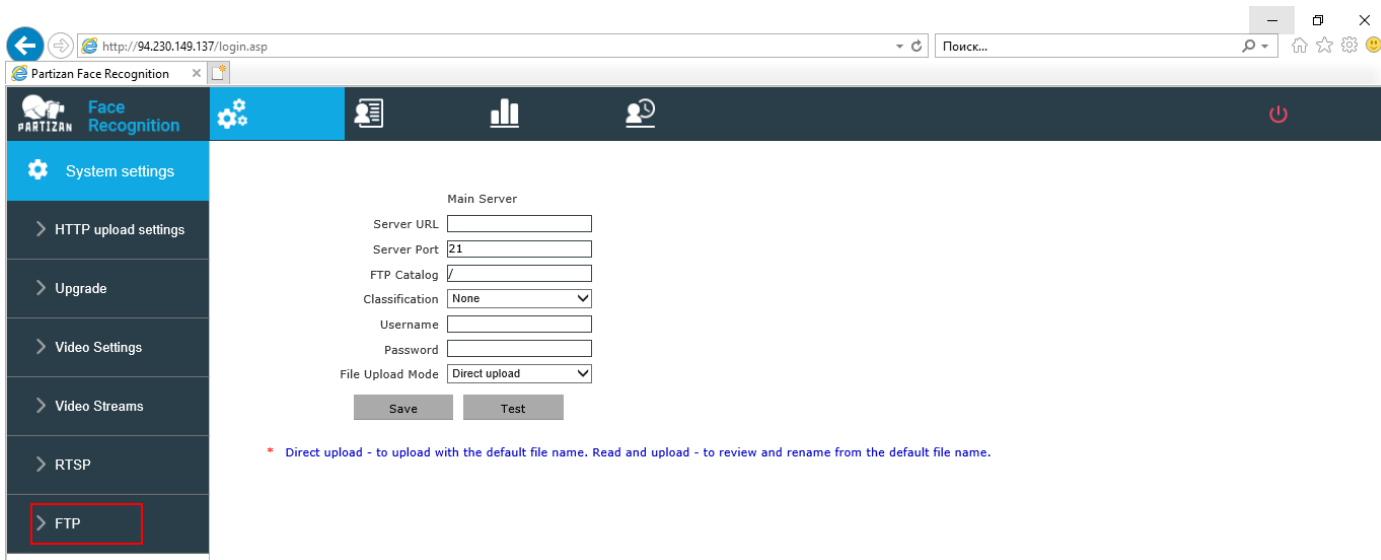 http://94.230.149.137/login.asp
Поиск...
Partizan Face Recognition
PARTIZAN
Face
Recognition
System settings
HTTP upload settings
Upgrade
Video Settings
Video Streams
RTSP
FTP
Main Server
Server URL
Server Port 21
FTP Catalog /
Classification None
Username
Password
File Upload Mode Direct upload
Save Test
* Direct upload - to upload with the default file name. Read and upload - to review and rename from the default file name.